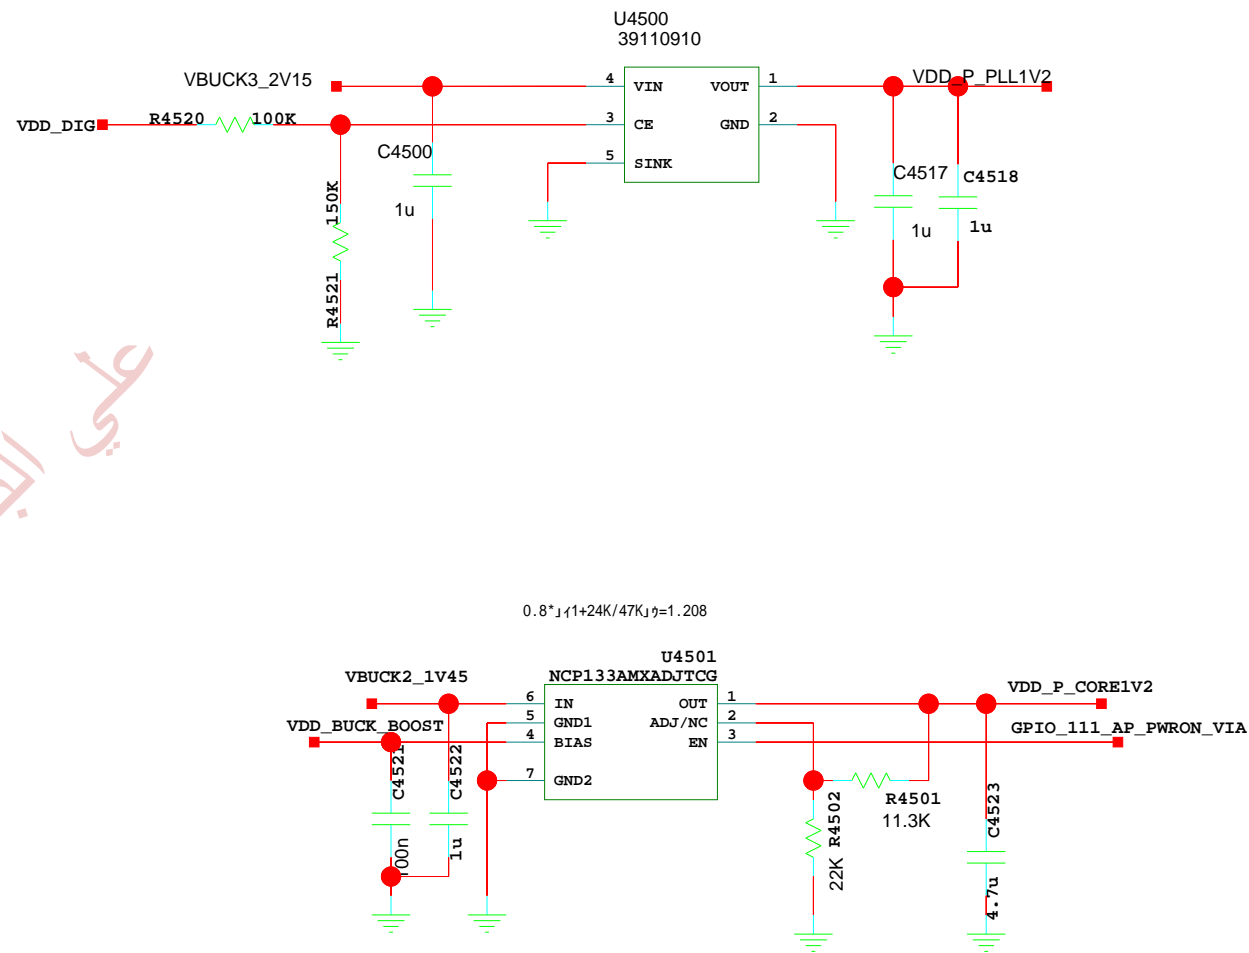 U4500
39110910
VBUCK3_2V15
4
VIN
VOUT
1
VDD_P_PLL1V2
VDD_DIG
R4520
100K
3
CE
GND
2
C4500
5
SINK
C4517
C4518
150K
1u
1u
1u
R4521
علي
U4501
NCP133AMXADJTCG
VBUCK2_1V45
6
IN
OUT
1
VDD_P_CORE1V2
VDD_BUCK_BOOST
5
GND1
ADJ/NC
2
4
BIAS
EN
3
GPIO_111_AP_PWRON_VIA
C4521
C4522
7
GND2
R4501
11.3K
R4502
22K
C4523
4.7u
00n
1u